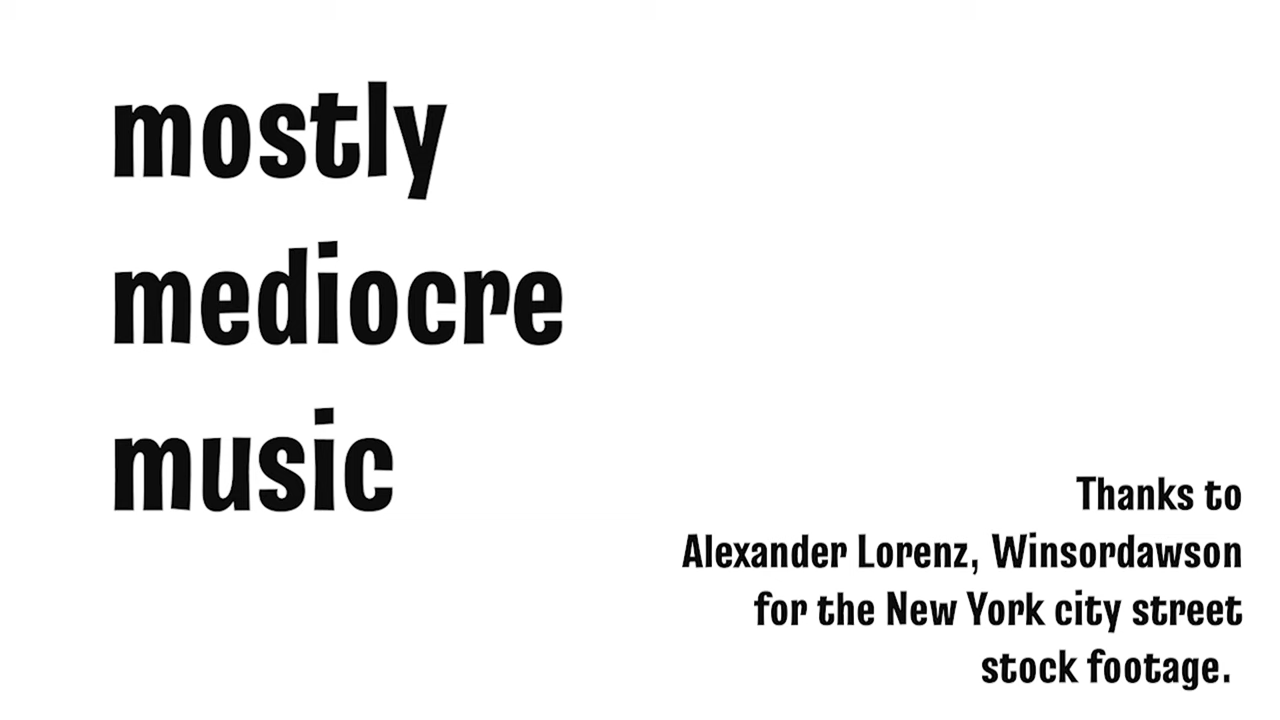 mostly
mediocre
music
Thanks to
Alexander Lorenz, Winsordawson
for the New York city street
stock footage.